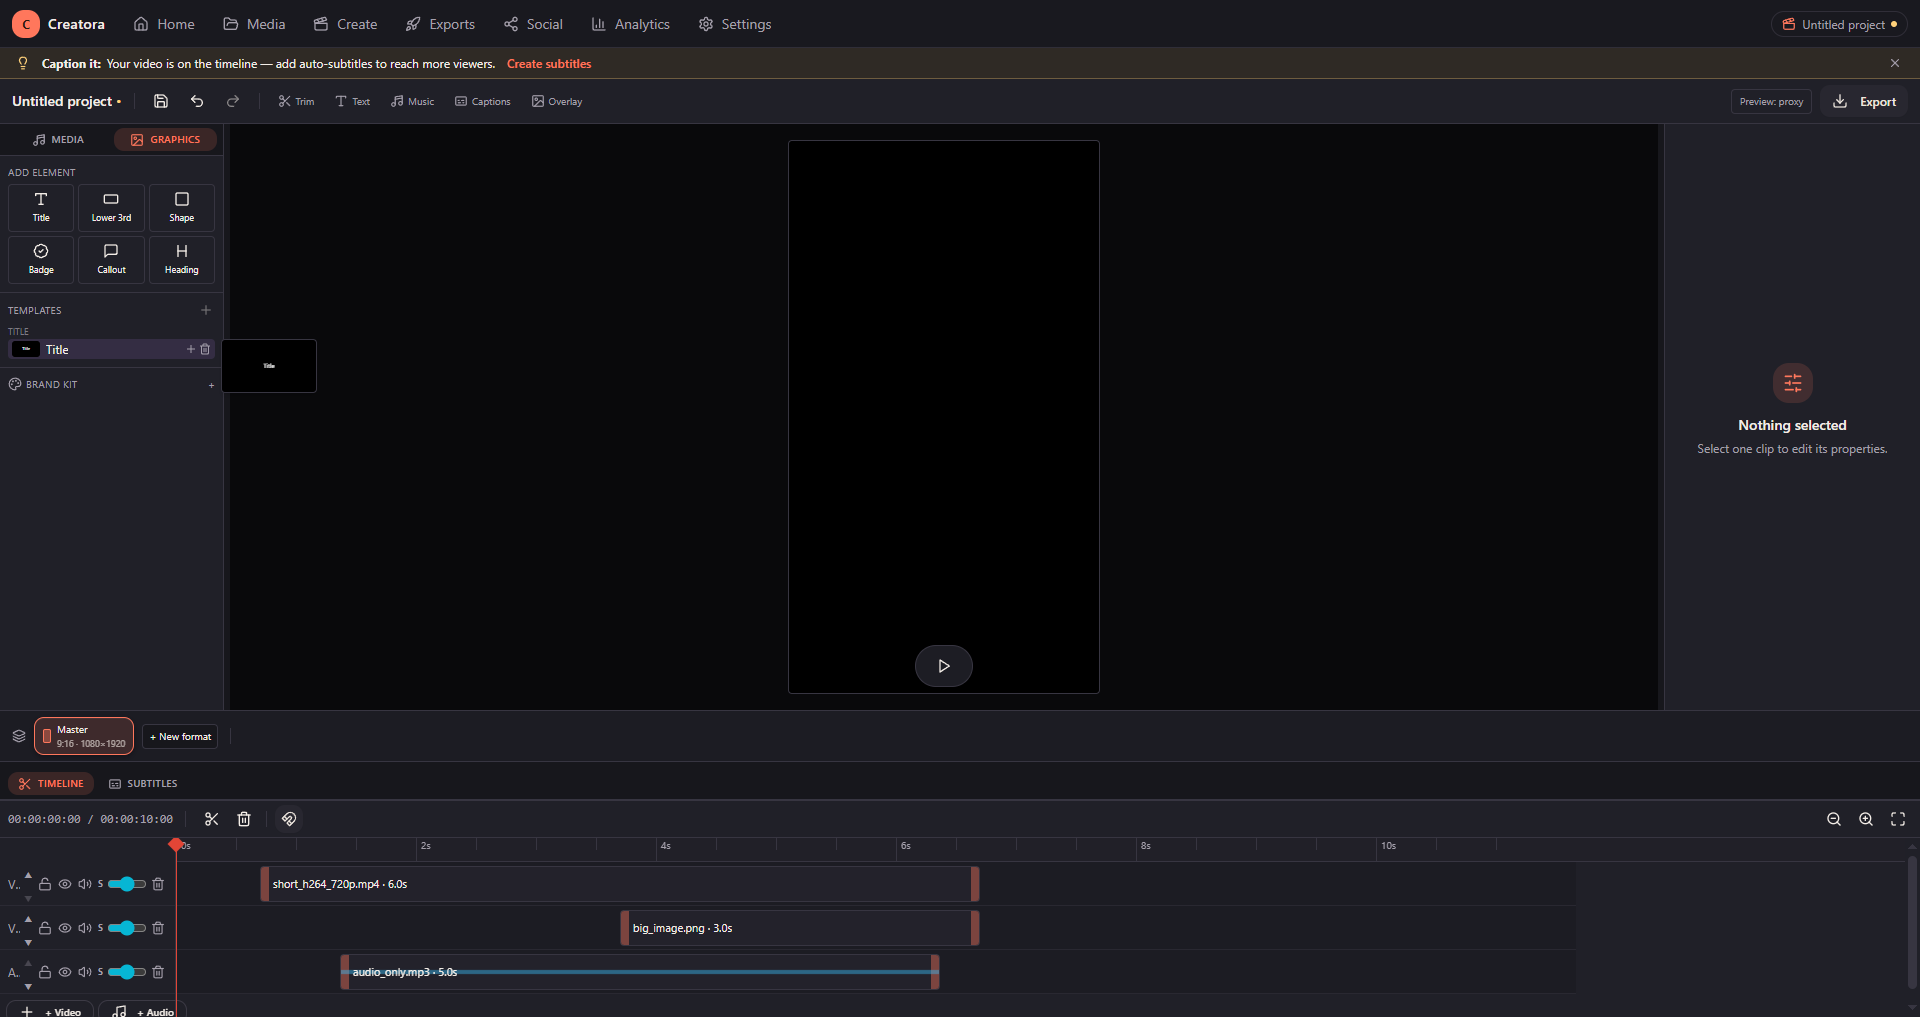 C Creatora Home Media Create Exports Social Analytics Settings Untitled project
Caption it: Your video is on the timeline — add auto-subtitles to reach more viewers. Create subtitles
Untitled project • Trim Text Music Captions Overlay Preview: proxy Export
MEDIA GRAPHICS
ADD ELEMENT
Title Lower 3rd Shape
Badge Callout Heading
TEMPLATES
TITLE
Title Title
Title
BRAND KIT +
Nothing selected
Select one clip to edit its properties.
Master
9:16 · 1080×1920
+ New format
TIMELINE SUBTITLES
00:00:00:00 / 00:00:10:00
0s 2s 4s 6s 8s 10s
V.. S short_h264_720p.mp4 · 6.0s
V.. S big_image.png · 3.0s
A.. S audio_only.mp3 · 5.0s
+ Video + Audio